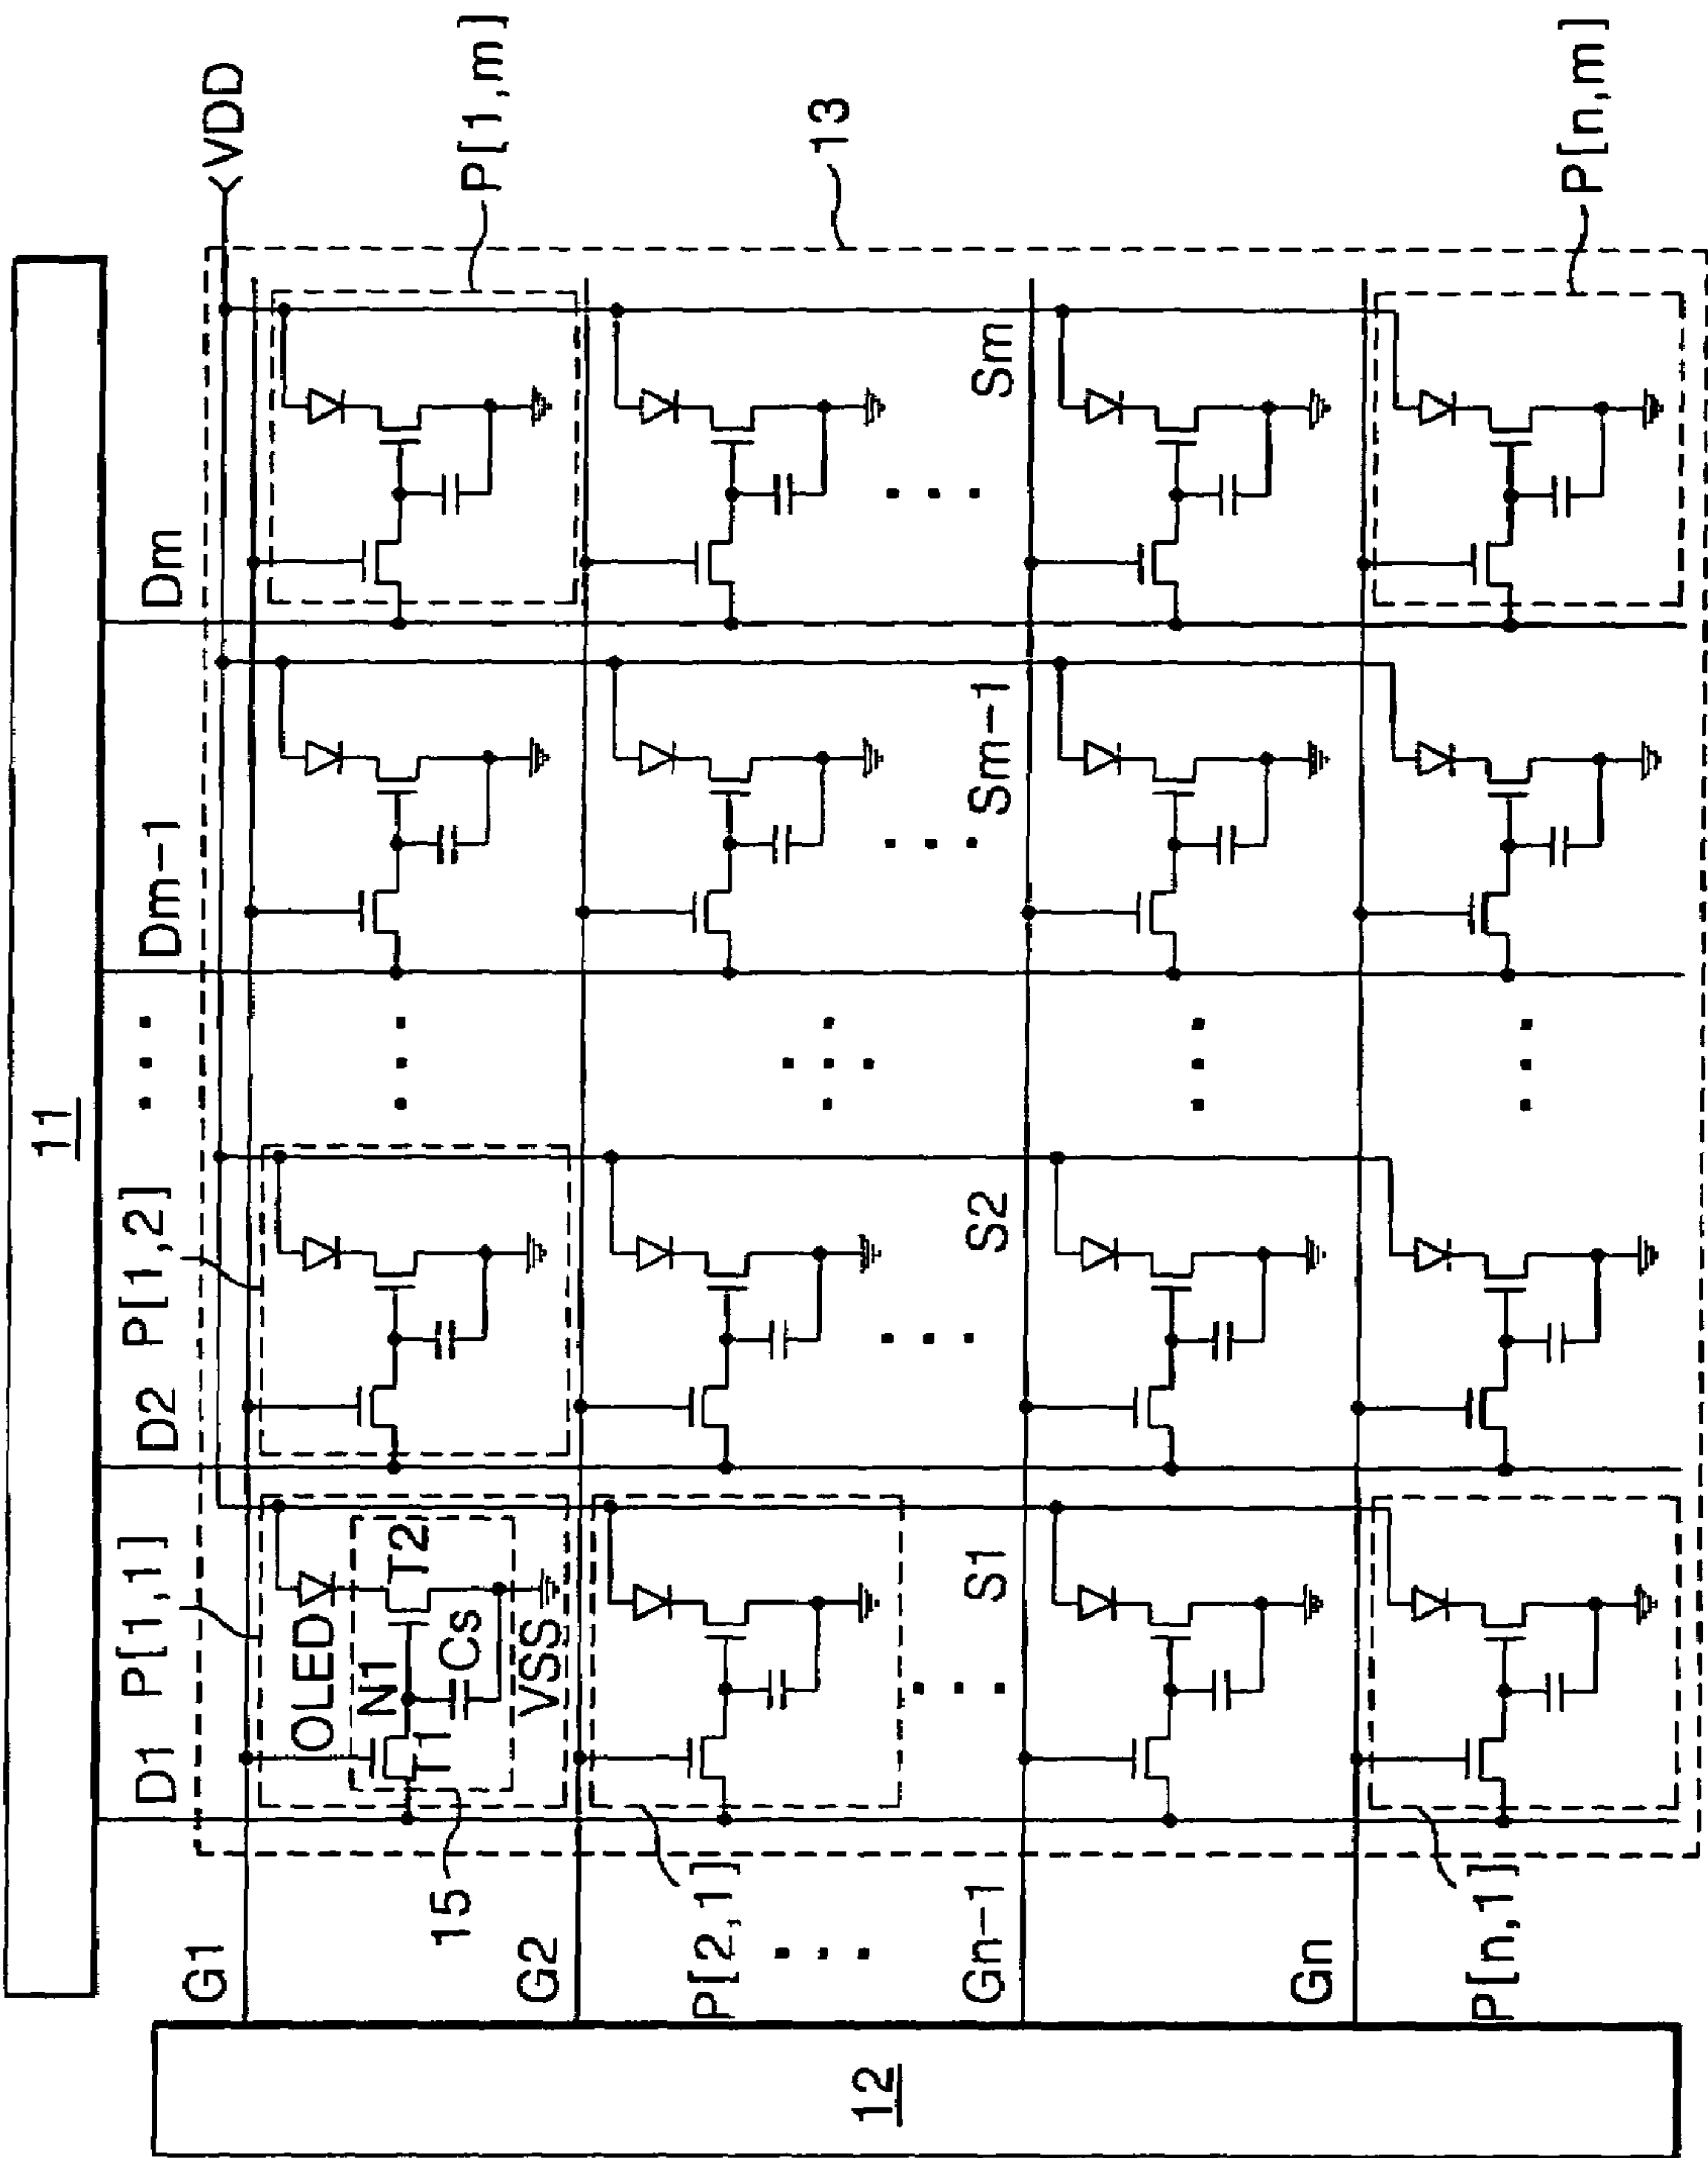 11
D1 P[1,1] D2 P[1,2] ... Dm-1 Dm
VDD
G1
OLED
T2
N1
T1
Cs
VSS
15
P[1,m]
G2
P[2,1]
...
13
Gn-1
S1 S2 Sm-1 Sm
Gn
P[n,1]
P[n,m]
12